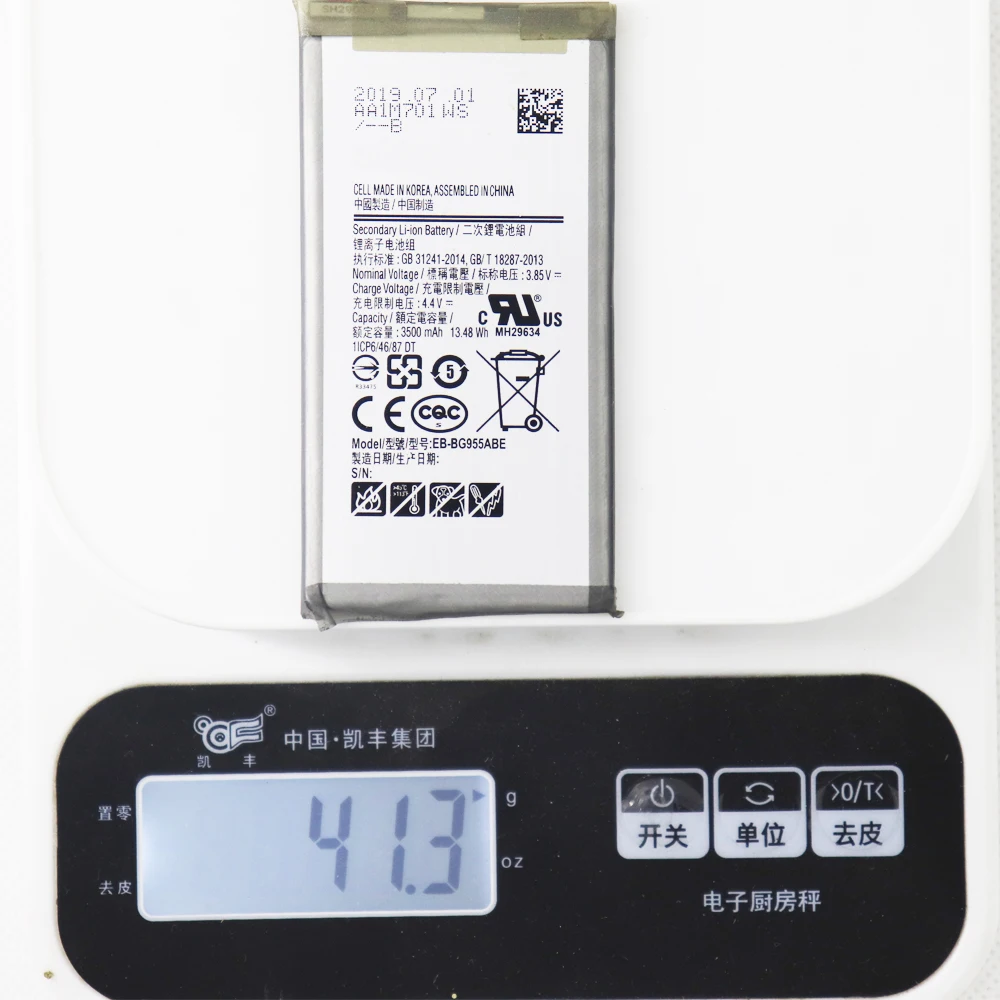 2019.07.01
AA1M701WS
/--B
CELL MADE IN KOREA, ASSEMBLED IN CHINA
中國製造 / 中国制造
Secondary Li-ion Battery / 二次鋰電池組 /
锂离子电池组
执行标准 : GB 31241-2014, GB/T 18287-2013
Nominal Voltage / 標稱電壓 / 标称电压 : 3.85 V ⎓
Charge Voltage / 充電限制電壓 /
充电限制电压 : 4.4 V ⎓
Capacity / 額定電容量 /
额定容量 : 3500 mAh 13.48 Wh
C RU ® US
MH29634
1ICP6/46/87 DT
R33475
5
CE CQC
S
Model/型號/型号:EB-BG955ABE
製造日期/生产日期:
S/N:
凯丰 ®
中国·凯丰集团
置零
去皮
41.3
g
oz
开关
单位
>0/T<
去皮
电子厨房秤